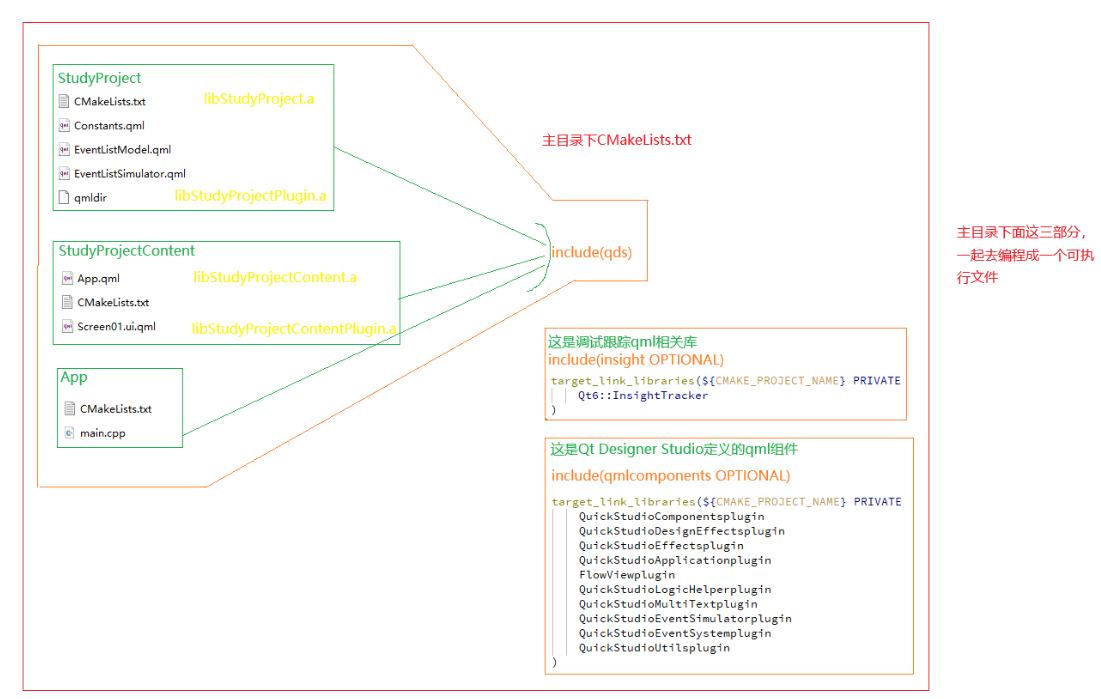 StudyProject
CMakeLists.txt
libStudyProject.a
Constants.qml
EventListModel.qml
EventListSimulator.qml
qmldir
libStudyProjectPlugin.a
StudyProjectContent
App.qml
libStudyProjectContent.a
CMakeLists.txt
Screen01.ui.qml
libStudyProjectContentPlugin.a
App
CMakeLists.txt
main.cpp
主目录下CMakeLists.txt
include(qds)
这是调试跟踪qml相关库
include(insight OPTIONAL)
target_link_libraries(${CMAKE_PROJECT_NAME} PRIVATE
Qt6::InsightTracker
)
这是Qt Designer Studio定义的qml组件
include(qmlcomponents OPTIONAL)
target_link_libraries(${CMAKE_PROJECT_NAME} PRIVATE
QuickStudioComponentsplugin
QuickStudioDesignEffectsplugin
QuickStudioEffectsplugin
QuickStudioApplicationplugin
FlowViewplugin
QuickStudioLogicHelperplugin
QuickStudioMultiTextplugin
QuickStudioEventSimulatorplugin
QuickStudioEventSystemplugin
QuickStudioUtilsplugin
)
主目录下面这三部分，
一起去编程成一个可执
行文件